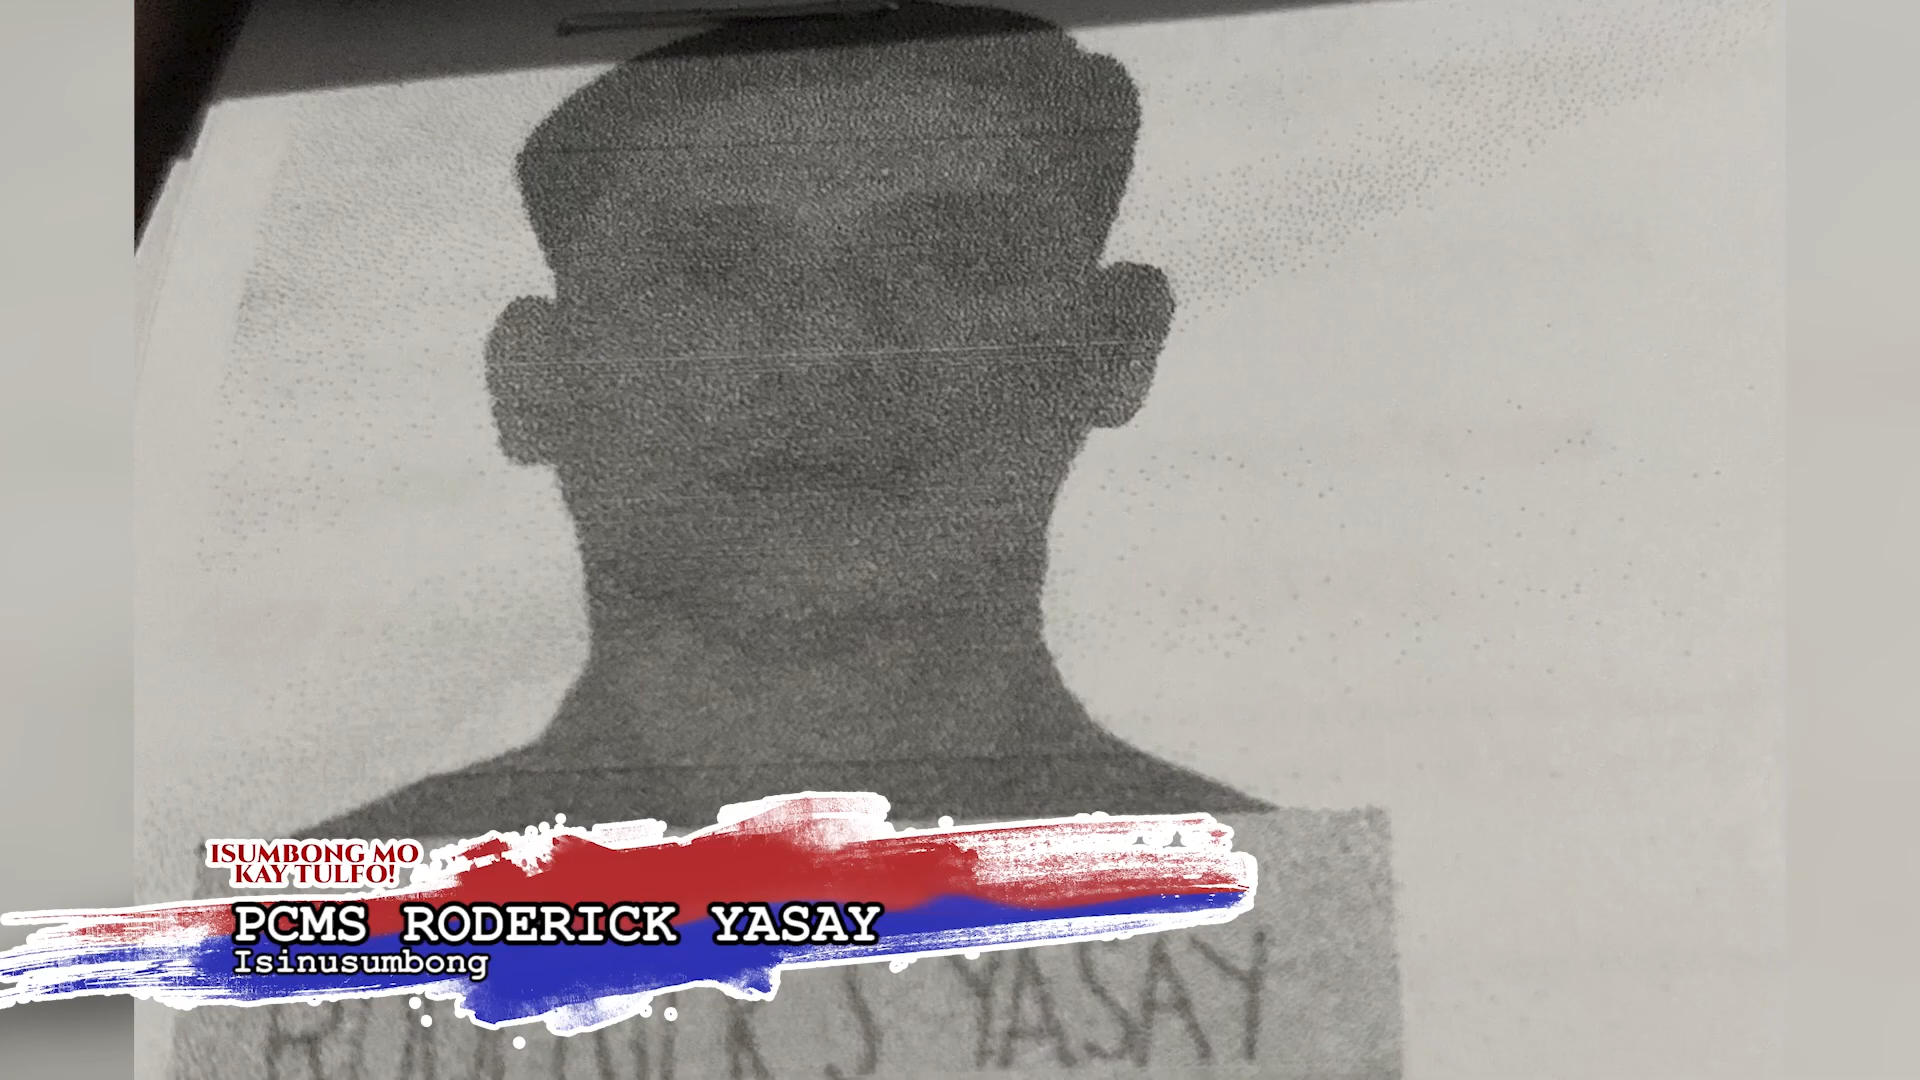 ISUMBONG MO
KAY TULFO!
PCMS RODERICK YASAY
Isinusumbong
J YASAY